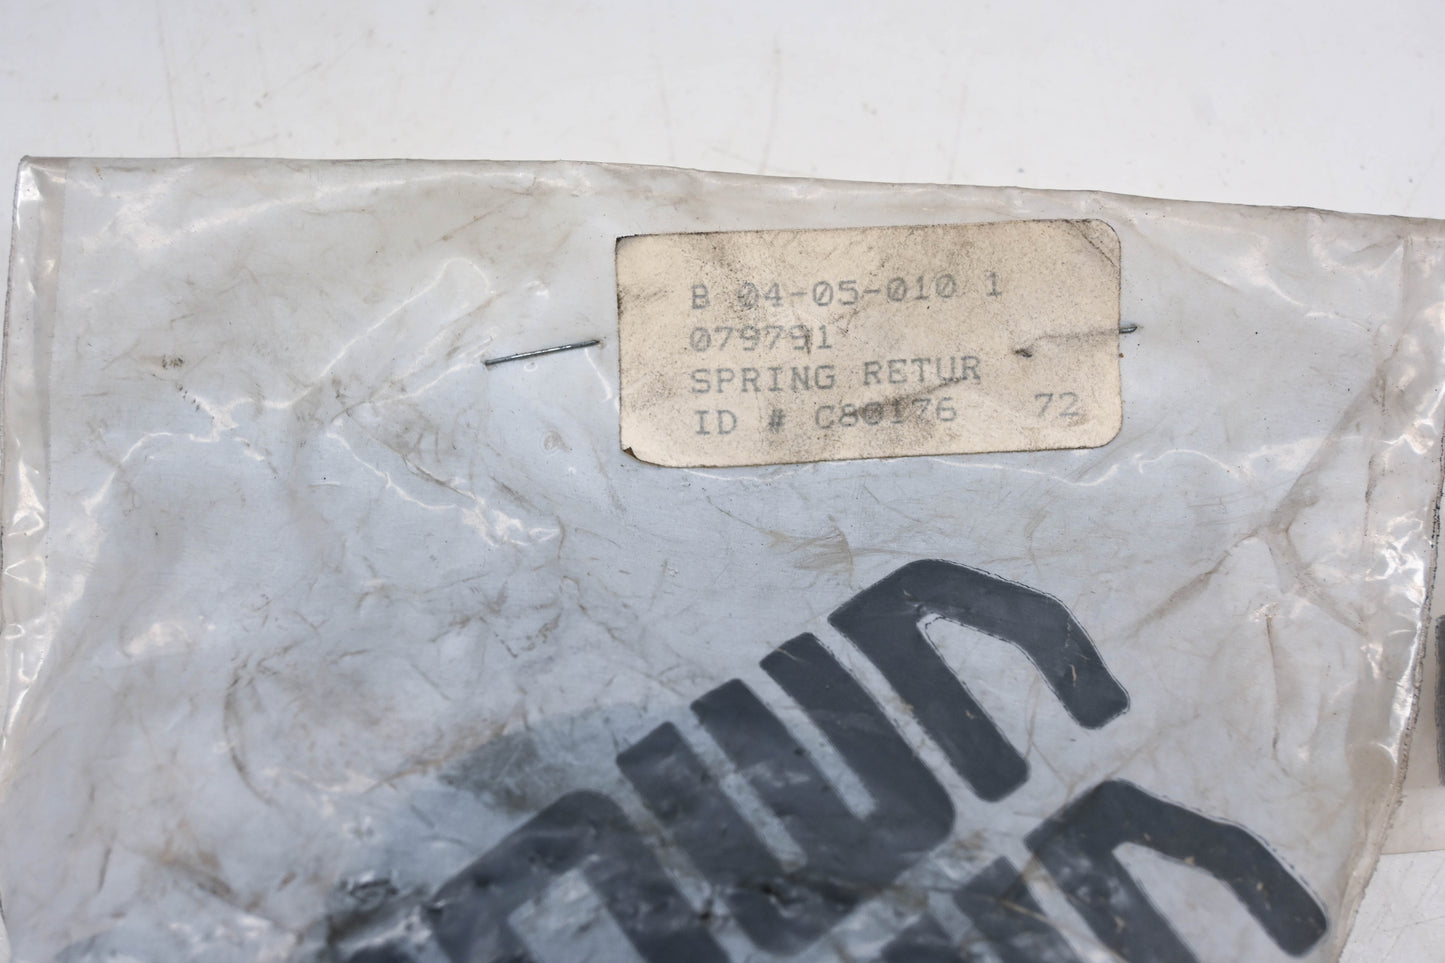 B 04-05-010 1
079791
SPRING RETUR
ID # C80176 72